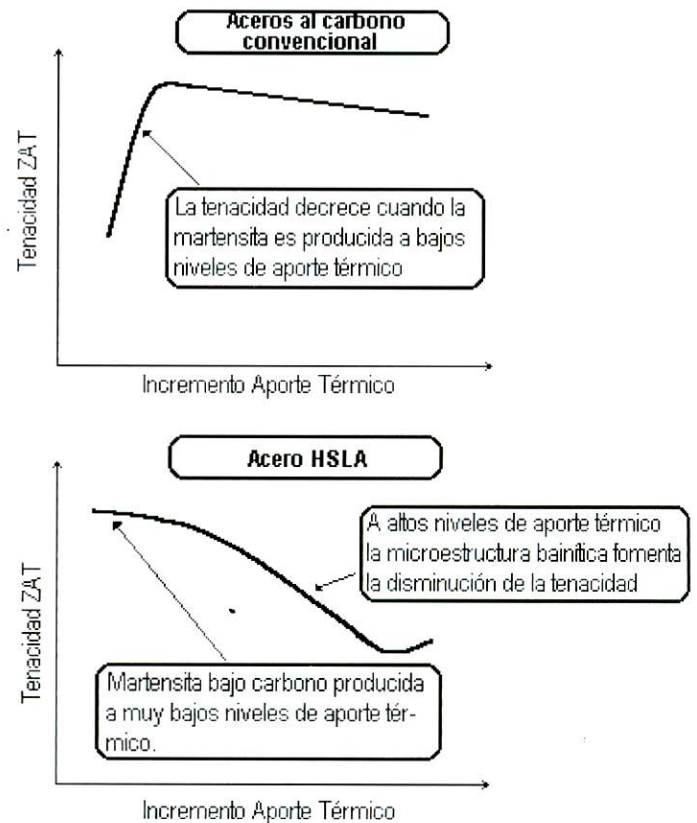 Aceros al carbono
convencional
Tenacidad ZAT
La tenacidad decrece cuando la
martensita es producida a bajos
niveles de aporte térmico
Incremento Aporte Térmico
Acero HSLA
Tenacidad ZAT
A altos niveles de aporte térmico
la microestructura bainítica fomenta
la disminución de la tenacidad
Martensita bajo carbono producida
a muy bajos niveles de aporte tér-
mico.
Incremento Aporte Térmico